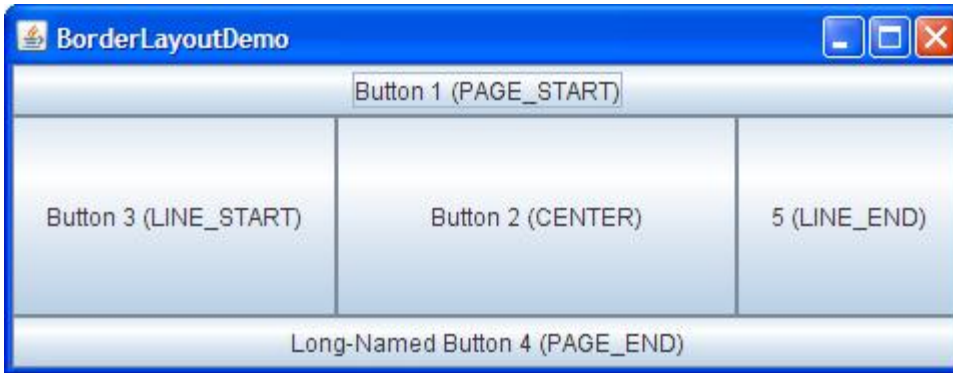 BorderLayoutDemo
Button 1 (PAGE_START)
Button 3 (LINE_START)
Button 2 (CENTER)
5 (LINE_END)
Long-Named Button 4 (PAGE_END)